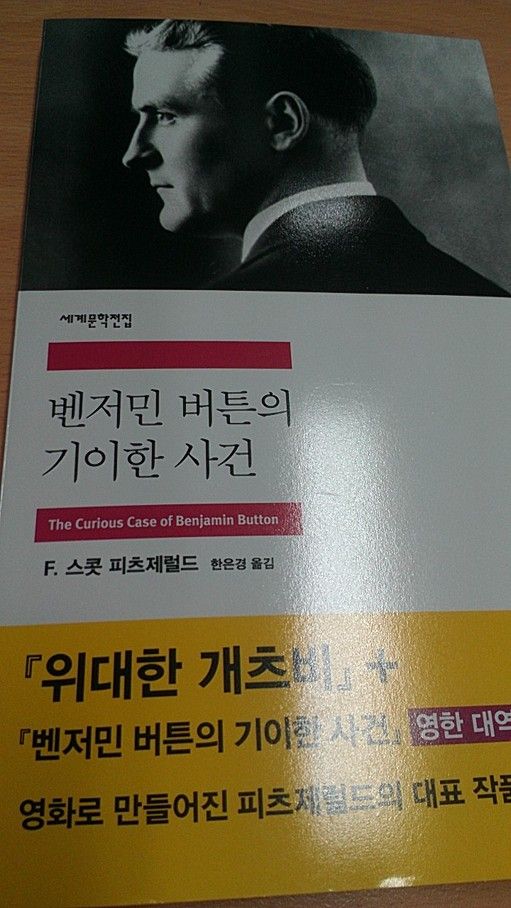 세계문학전집
벤저민 버튼의
기이한 사건
The Curious Case of Benjamin Button
F. 스콧 피츠제럴드 한은경 옮김
『위대한 개츠비』+
『벤저민 버튼의 기이한 사건』 영한 대역
영화로 만들어진 피츠제럴드의 대표 작품